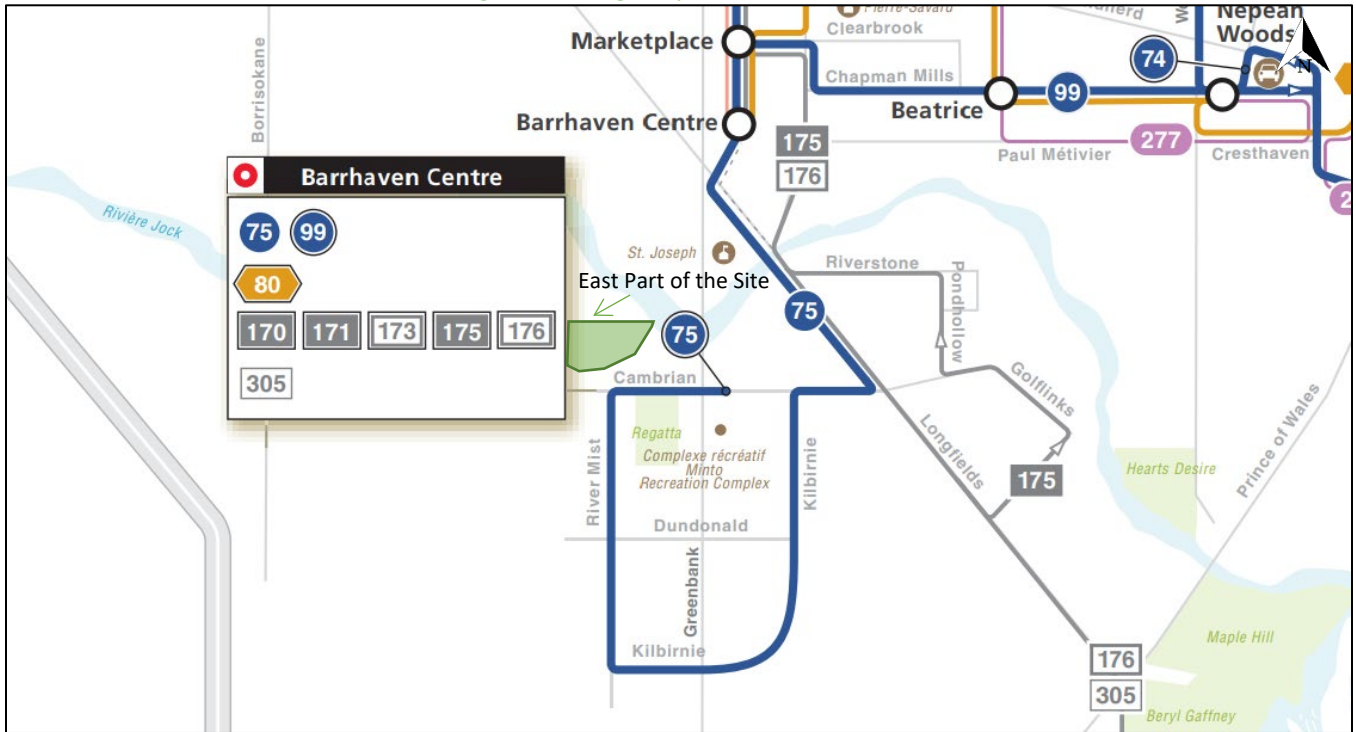 Pierre-Savard
Clearbrook
Nepean
Woods
Marketplace
74
N
Chapman Mills
Borrisokane
Beatrice
99
Barrhaven Centre
175
176
Paul Métivier
277
Cresthaven
Barrhaven Centre
75 99
80
170 171 173 175 176
305
Rivière Jock
St. Joseph
East Part of the Site
Riverstone
Pondhollow
75
75
Cambrian
Golflinks
Regatta
Complexe récréatif
Minto
Recreation Complex
River Mist
Kilbirnie
Longfields
175
Hearts Desire
Prince of Wales
Dundonald
Greenbank
Kilbirnie
Maple Hill
176
305
Beryl Gaffney